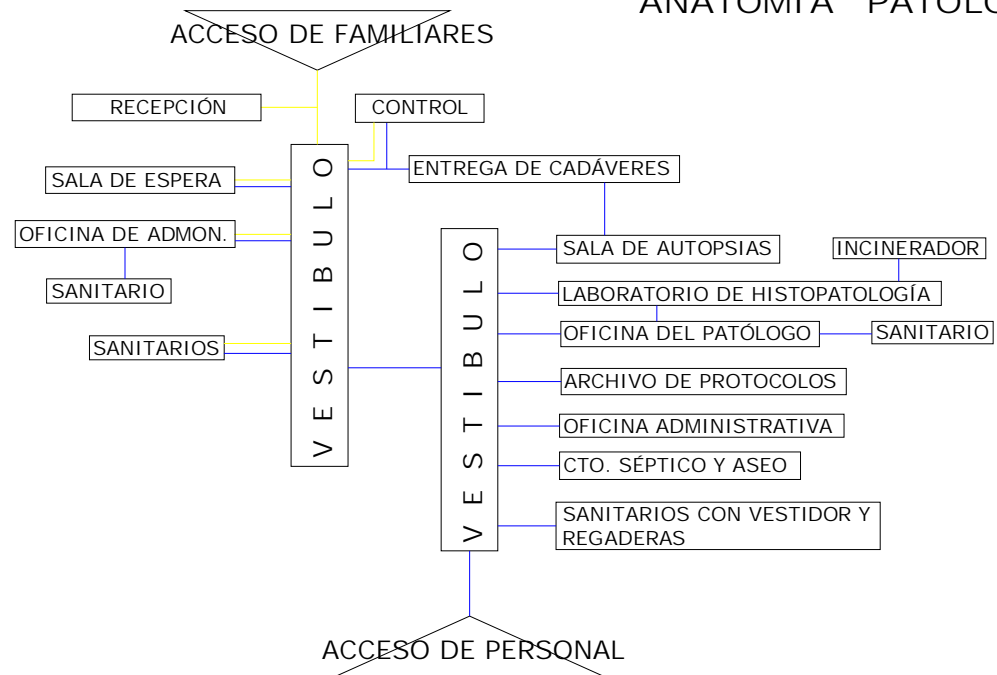 ANATOMÍA PATOLO
ACCESO DE FAMILIARES
RECEPCIÓN
CONTROL
VESTIBULO
SALA DE ESPERA
ENTREGA DE CADÁVERES
OFICINA DE ADMON.
SANITARIO
SANITARIOS
VESTIBULO
SALA DE AUTOPSIAS
INCINERADOR
LABORATORIO DE HISTOPATOLOGÍA
OFICINA DEL PATÓLOGO
SANITARIO
ARCHIVO DE PROTOCOLOS
OFICINA ADMINISTRATIVA
CTO. SÉPTICO Y ASEO
SANITARIOS CON VESTIDOR Y
REGADERAS
ACCESO DE PERSONAL